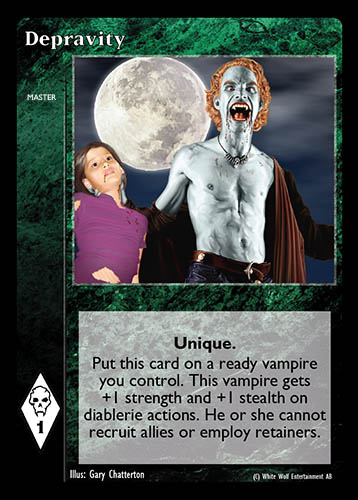 Depravity
MASTER
Unique.
Put this card on a ready vampire
you control. This vampire gets
+1 strength and +1 stealth on
diablerie actions. He or she cannot
recruit allies or employ retainers.
1
Illus: Gary Chatterton
(C) White Wolf Entertainment AB